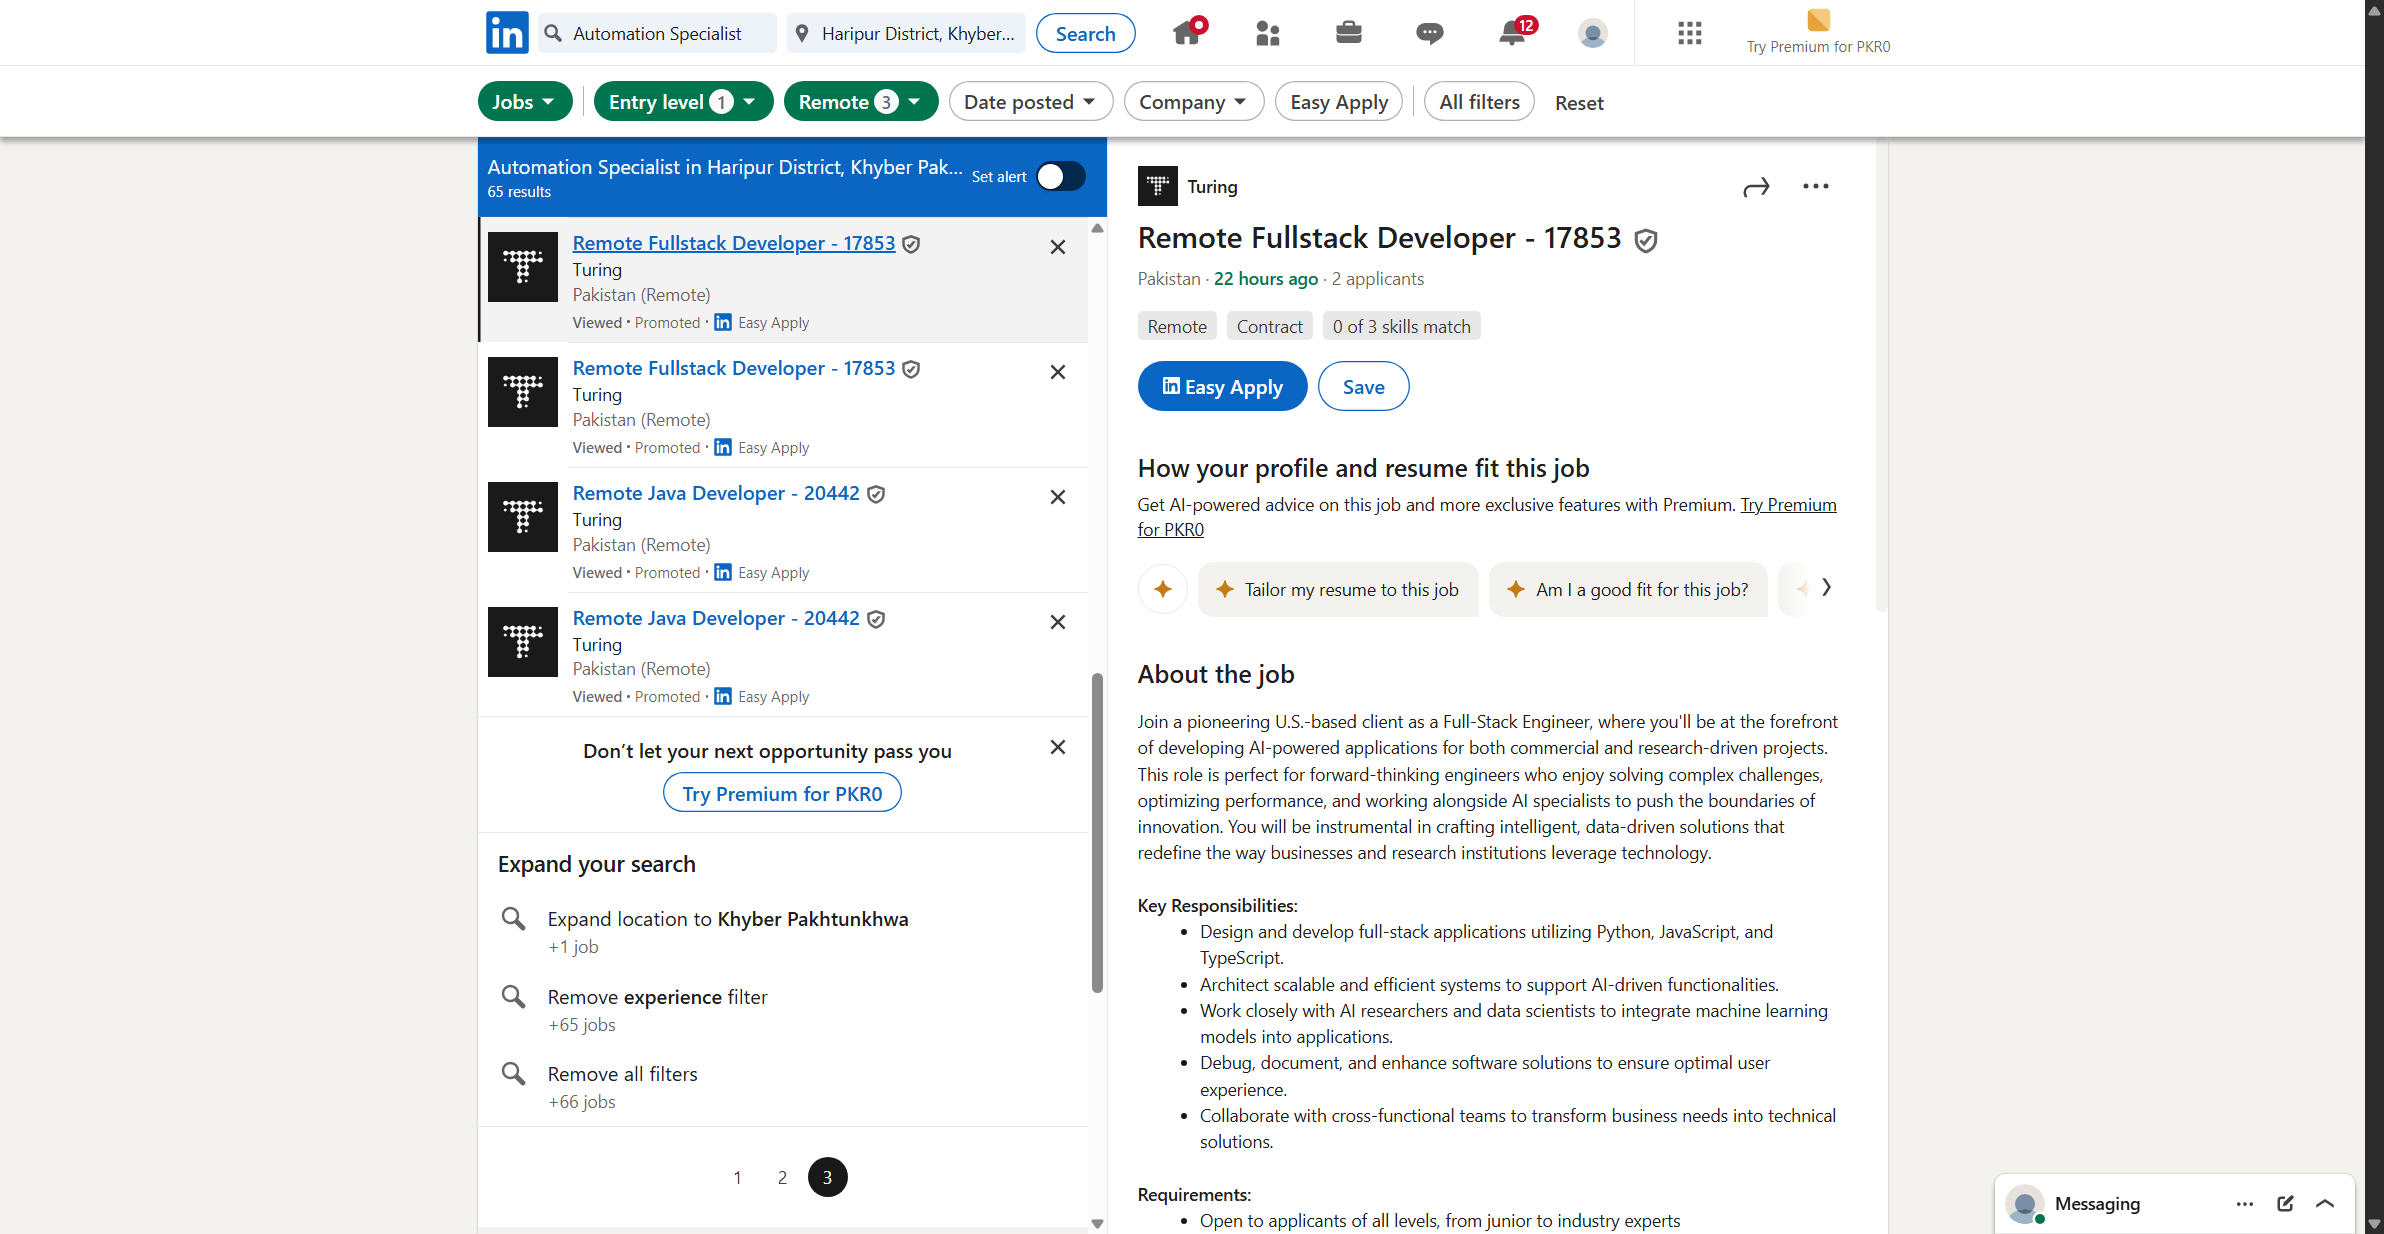 in
Automation Specialist
Haripur District, Khyber...
Search
12
Try Premium for PKR0
Jobs
Entry level 1
Remote 3
Date posted
Company
Easy Apply
All filters
Reset
Automation Specialist in Haripur District, Khyber Pak...
65 results
Set alert
Remote Fullstack Developer - 17853
Turing
Pakistan (Remote)
Viewed · Promoted · in Easy Apply
Remote Fullstack Developer - 17853
Turing
Pakistan (Remote)
Viewed · Promoted · in Easy Apply
Remote Java Developer - 20442
Turing
Pakistan (Remote)
Viewed · Promoted · in Easy Apply
Remote Java Developer - 20442
Turing
Pakistan (Remote)
Viewed · Promoted · in Easy Apply
Don’t let your next opportunity pass you
Try Premium for PKR0
Expand your search
Expand location to Khyber Pakhtunkhwa
+1 job
Remove experience filter
+65 jobs
Remove all filters
+66 jobs
1 2 3
Turing
Remote Fullstack Developer - 17853
Pakistan · 22 hours ago · 2 applicants
Remote
Contract
0 of 3 skills match
in Easy Apply
Save
How your profile and resume fit this job
Get AI-powered advice on this job and more exclusive features with Premium. Try Premium
for PKR0
Tailor my resume to this job
Am I a good fit for this job?
About the job
Join a pioneering U.S.-based client as a Full-Stack Engineer, where you'll be at the forefront
of developing AI-powered applications for both commercial and research-driven projects.
This role is perfect for forward-thinking engineers who enjoy solving complex challenges,
optimizing performance, and working alongside AI specialists to push the boundaries of
innovation. You will be instrumental in crafting intelligent, data-driven solutions that
redefine the way businesses and research institutions leverage technology.
Key Responsibilities:
• Design and develop full-stack applications utilizing Python, JavaScript, and
TypeScript.
• Architect scalable and efficient systems to support AI-driven functionalities.
• Work closely with AI researchers and data scientists to integrate machine learning
models into applications.
• Debug, document, and enhance software solutions to ensure optimal user
experience.
• Collaborate with cross-functional teams to transform business needs into technical
solutions.
Requirements:
• Open to applicants of all levels, from junior to industry experts
Messaging